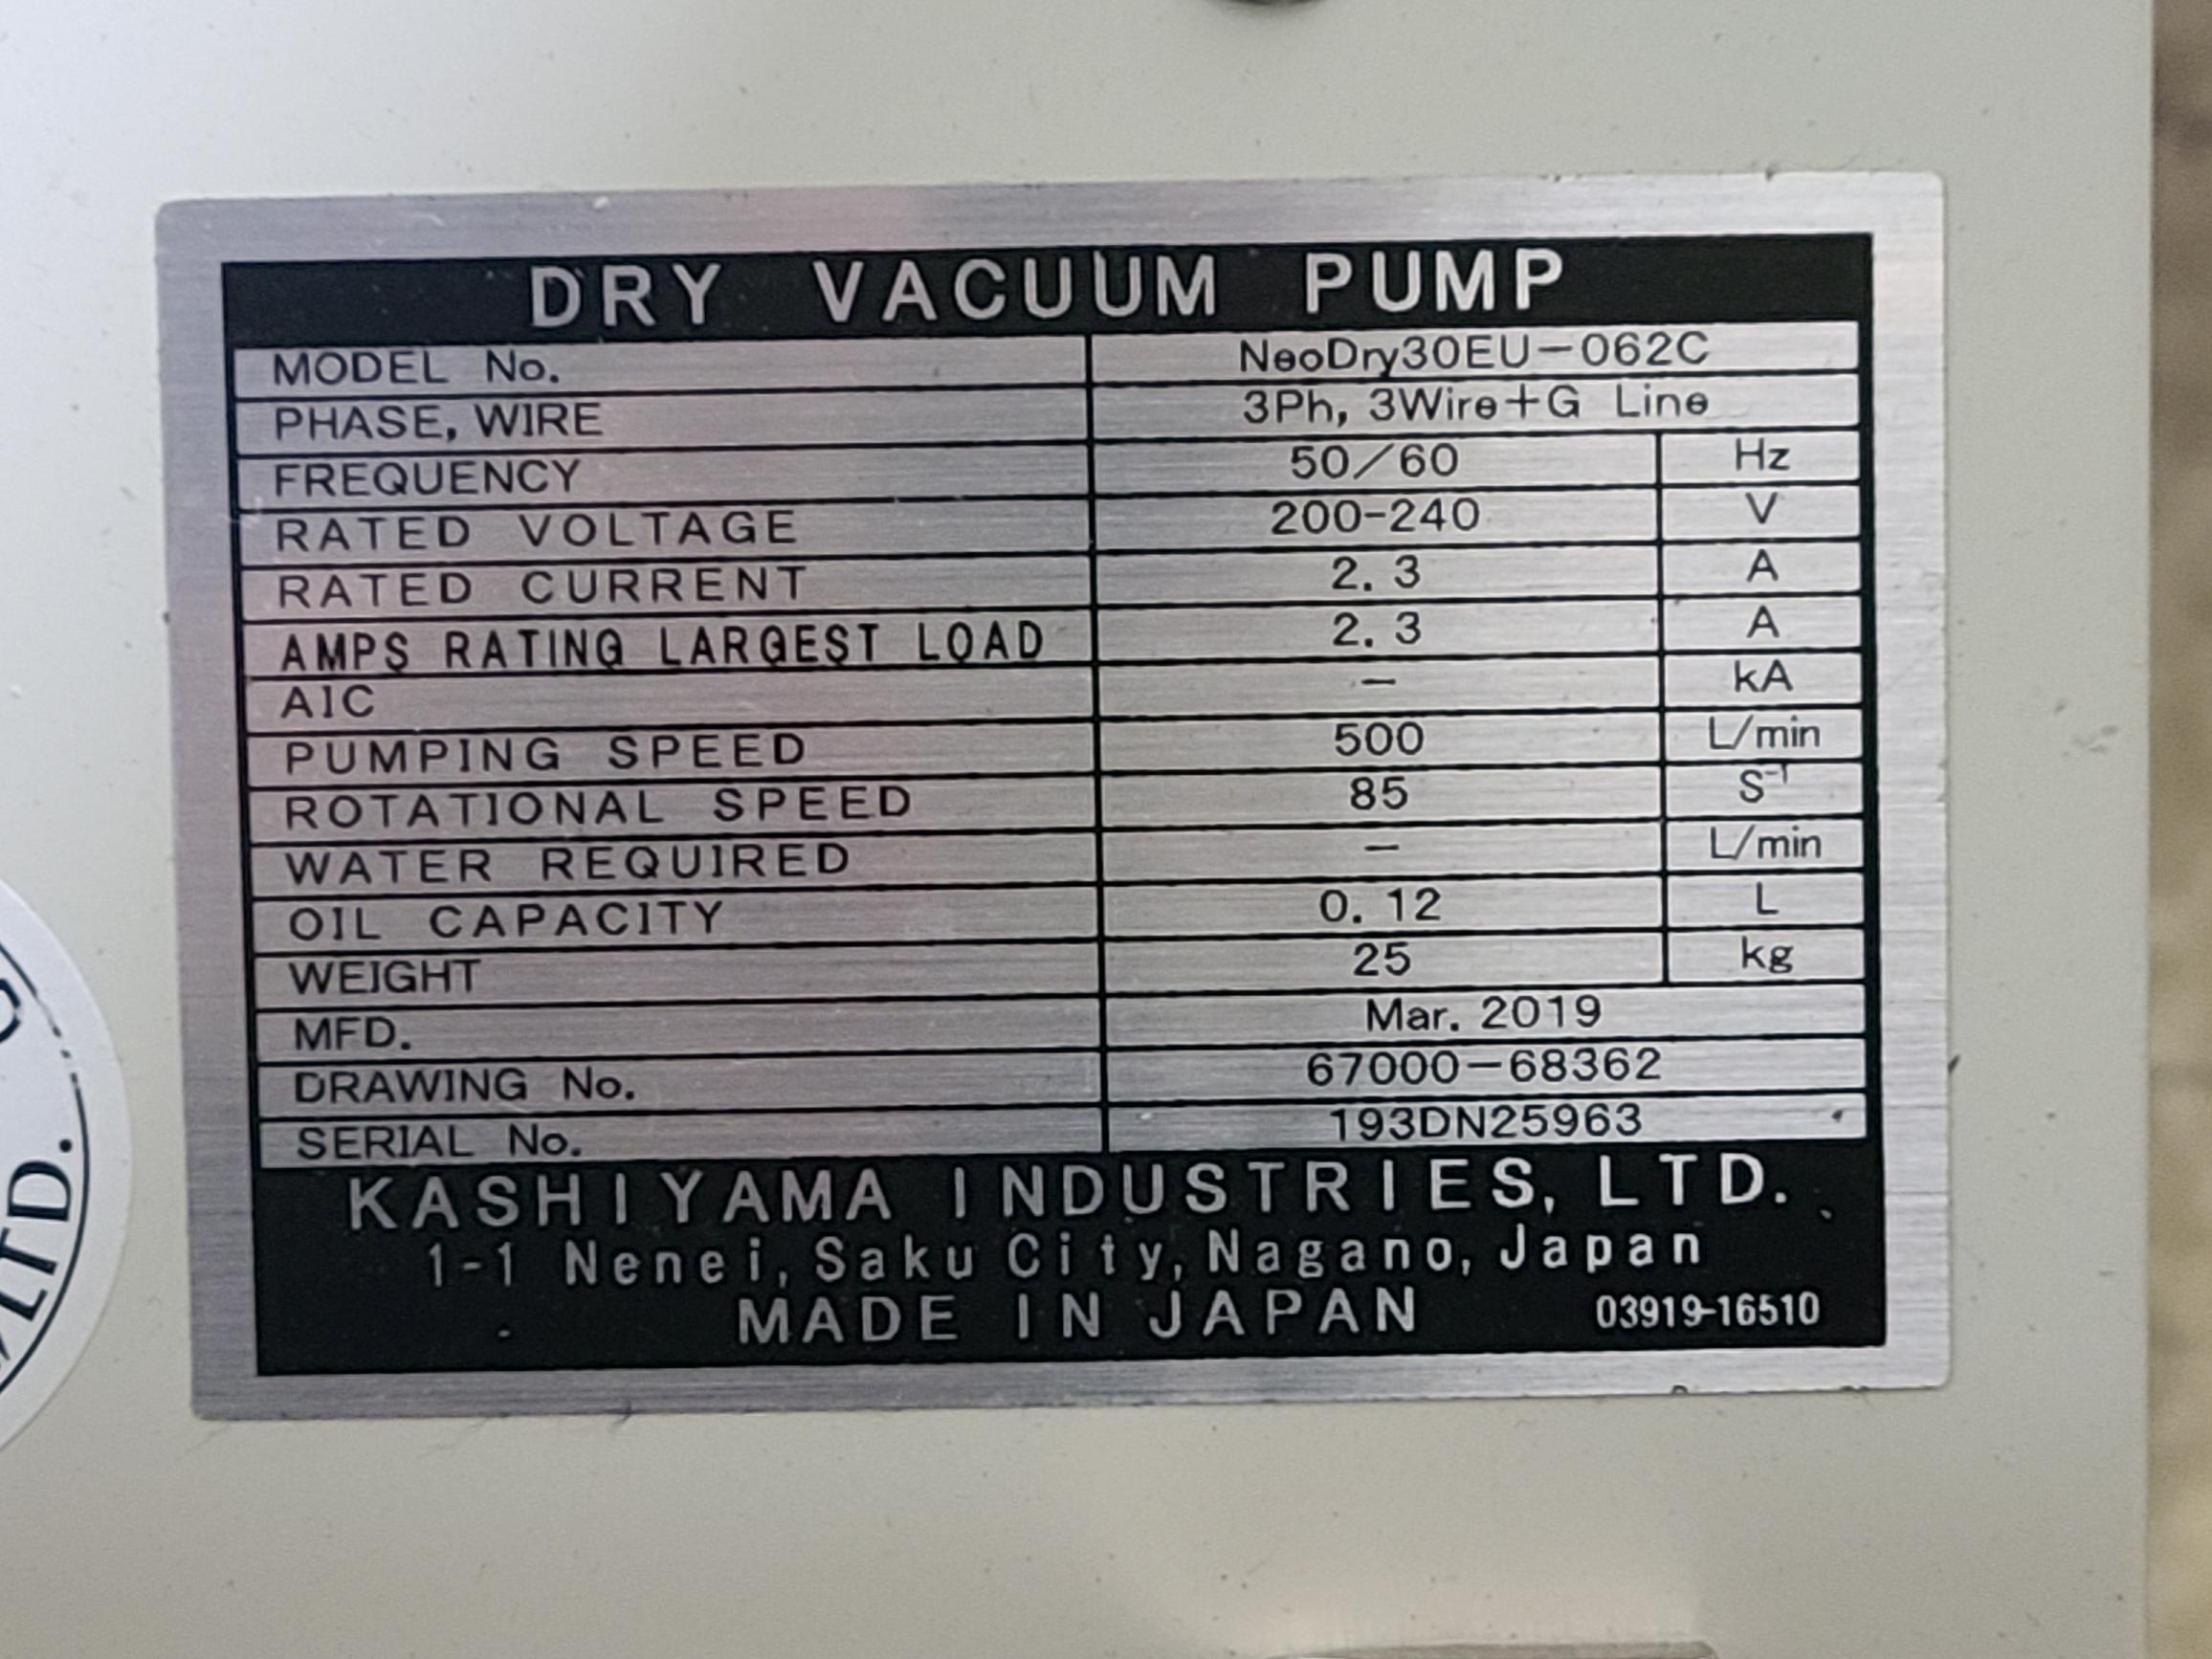 DRY VACUUM PUMP
MODEL No. NeoDry30EU-062C
PHASE, WIRE 3Ph, 3Wire+G Line
FREQUENCY 50/60 Hz
RATED VOLTAGE 200-240 V
RATED CURRENT 2.3 A
AMPS RATING LARGEST LOAD 2.3 A
AIC - kA
PUMPING SPEED 500 L/min
ROTATIONAL SPEED 85 S⁻¹
WATER REQUIRED - L/min
OIL CAPACITY 0.12 L
WEIGHT 25 kg
MFD. Mar. 2019
DRAWING No. 67000-68362
SERIAL No. 193DN25963
KASHIYAMA INDUSTRIES, LTD.
1-1 Nenei, Saku City, Nagano, Japan
MADE IN JAPAN 03919-16510
LTD.